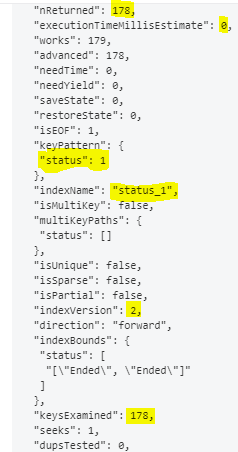 "nReturned": 178,
"executionTimeMillisEstimate": 0,
"works": 179,
"advanced": 178,
"needTime": 0,
"needYield": 0,
"saveState": 0,
"restoreState": 0,
"isEOF": 1,
"keyPattern": {
"status": 1
},
"indexName": "status_1",
"isMultiKey": false,
"multiKeyPaths": {
"status": []
},
"isUnique": false,
"isSparse": false,
"isPartial": false,
"indexVersion": 2,
"direction": "forward",
"indexBounds": {
"status": [
"[\"Ended\", \"Ended\"]"
]
},
"keysExamined": 178,
"seeks": 1,
"dupsTested": 0,